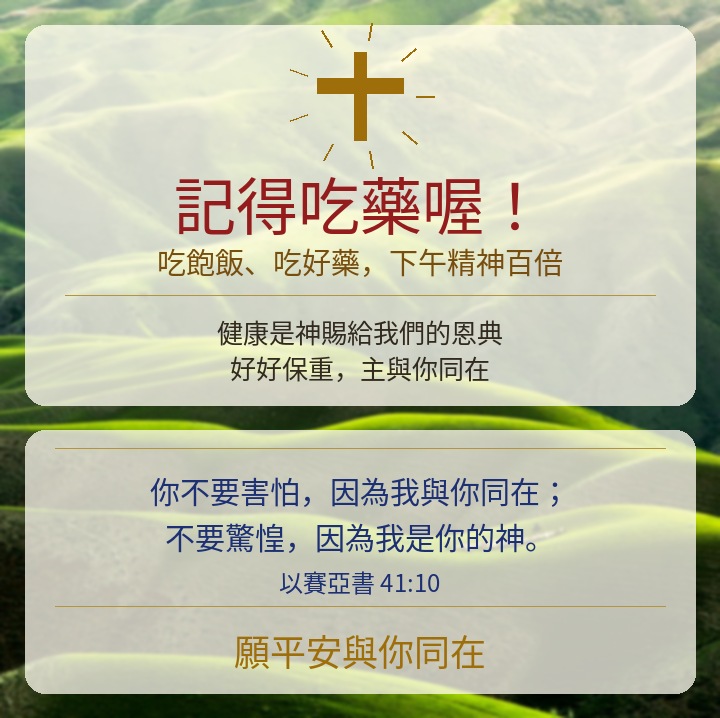 記得吃藥喔！
吃飽飯、吃好藥，下午精神百倍
健康是神賜給我們的恩典
好好保重，主與你同在
你不要害怕，因為我與你同在；
不要驚惶，因為我是你的神。
以賽亞書 41:10
願平安與你同在